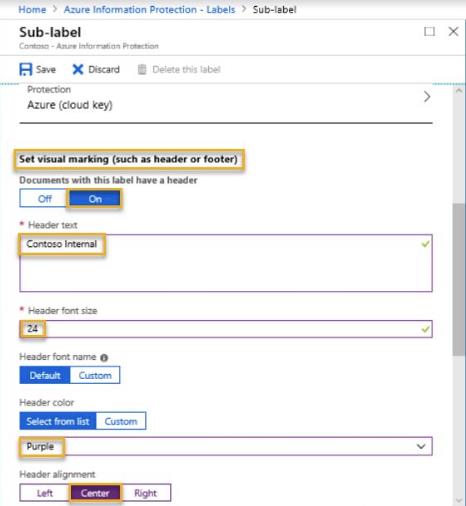 Home > Azure Information Protection - Labels > Sub-label
Sub-label
Contoso - Azure Information Protection
Save Discard Delete this label
Protection
Azure (cloud key)
Set visual marking (such as header or footer)
Documents with this label have a header
Off On
* Header text
Contoso Internal
* Header font size
24
Header font name
Default Custom
Header color
Select from list Custom
Purple
Header alignment
Left Center Right